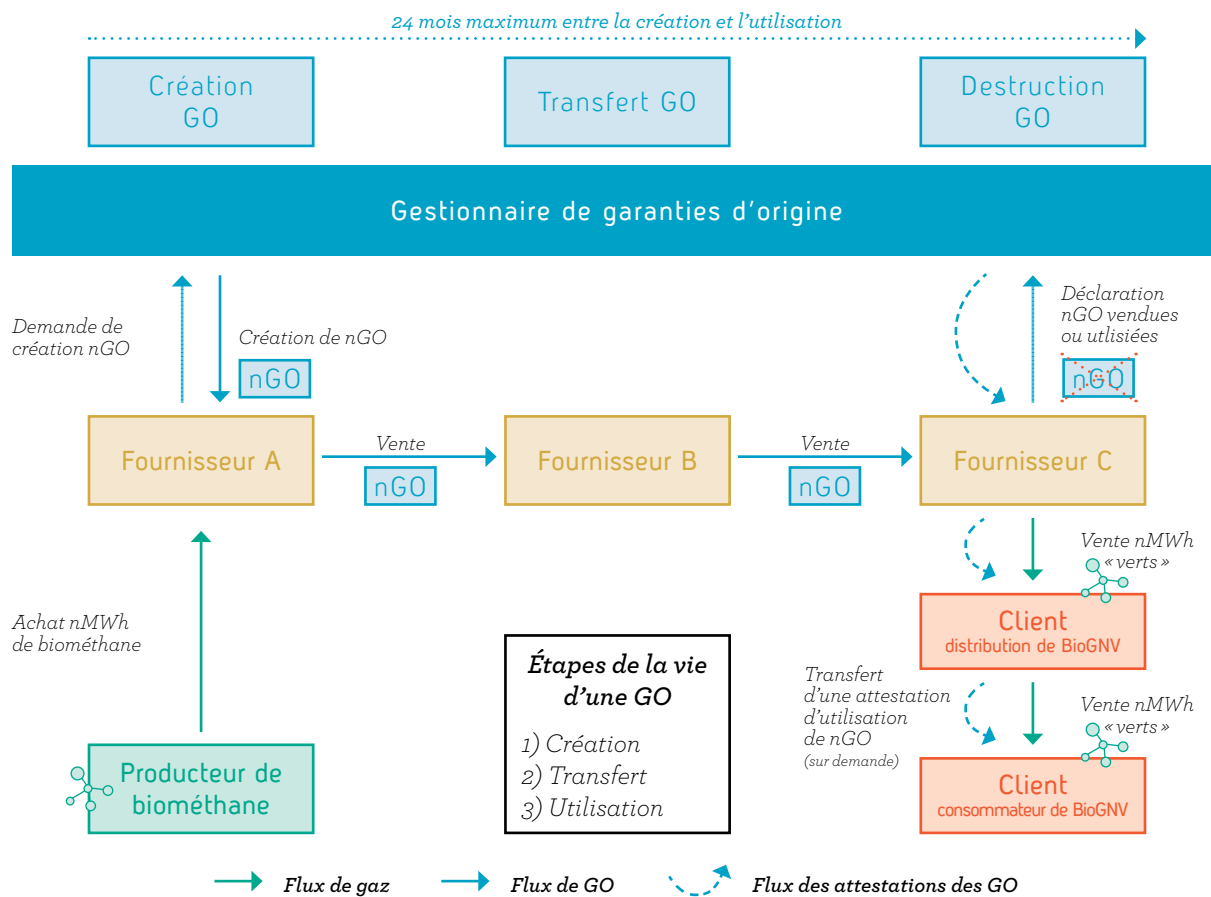 24 mois maximum entre la création et l'utilisation
Création
GO
Transfert GO
Destruction
GO
Gestionnaire de garanties d'origine
Demande de
création nGO
Création de nGO
nGO
Déclaration
nGO vendues
ou utlisiées
nGO
Fournisseur A
Vente
nGO
Fournisseur B
Vente
nGO
Fournisseur C
Achat nMWh
de biométhane
Vente nMWh
« verts »
Client
distribution de BioGNV
Étapes de la vie
d'une GO
1) Création
2) Transfert
3) Utilisation
Transfert
d'une attestation
d'utilisation
de nGO
(sur demande)
Vente nMWh
« verts »
Producteur de
biométhane
Client
consommateur de BioGNV
Flux de gaz
Flux de GO
Flux des attestations des GO